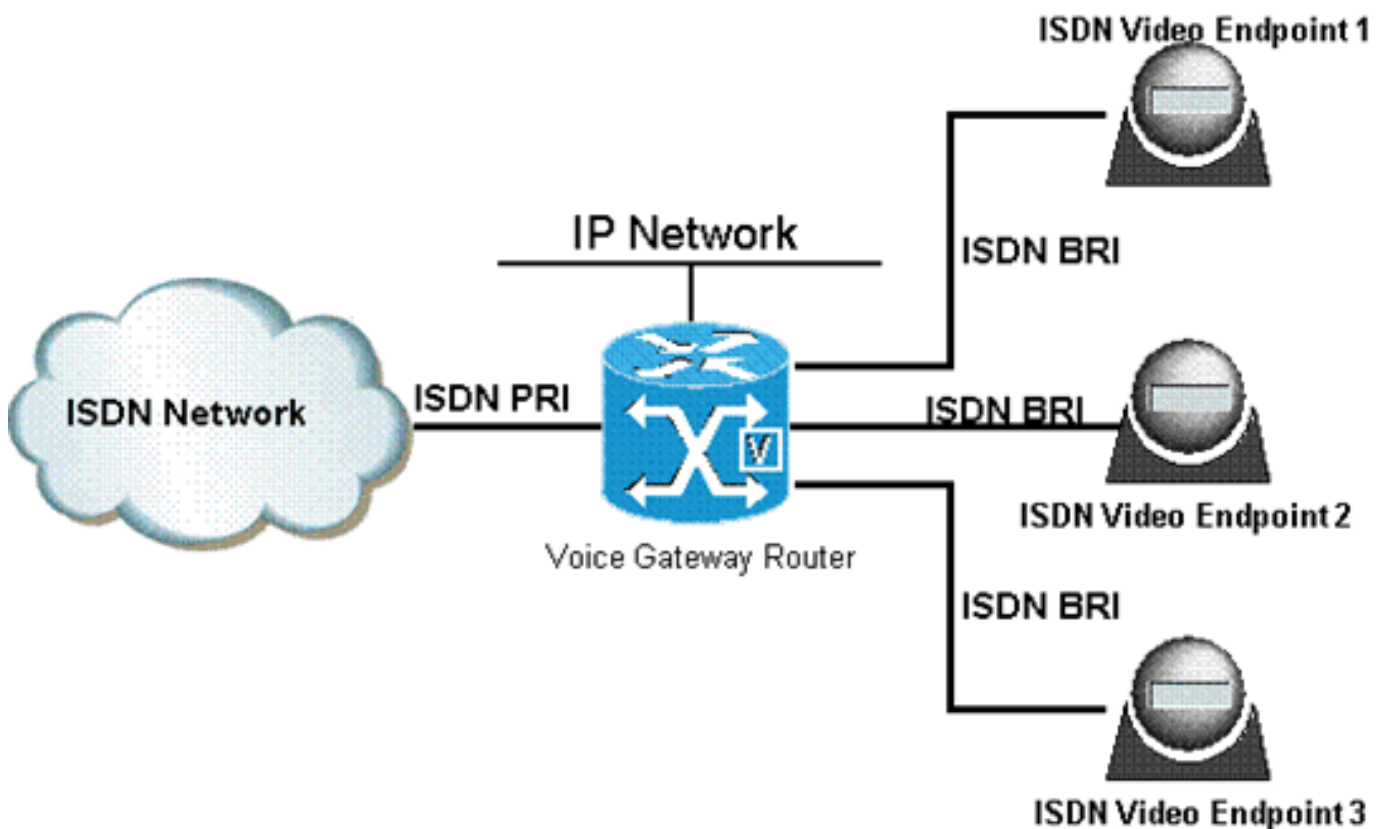 ISDN Video Endpoint 1
IP Network
ISDN BRI
ISDN Network
ISDN PRI
V
ISDN BRI
Voice Gateway Router
ISDN Video Endpoint 2
ISDN BRI
ISDN Video Endpoint 3